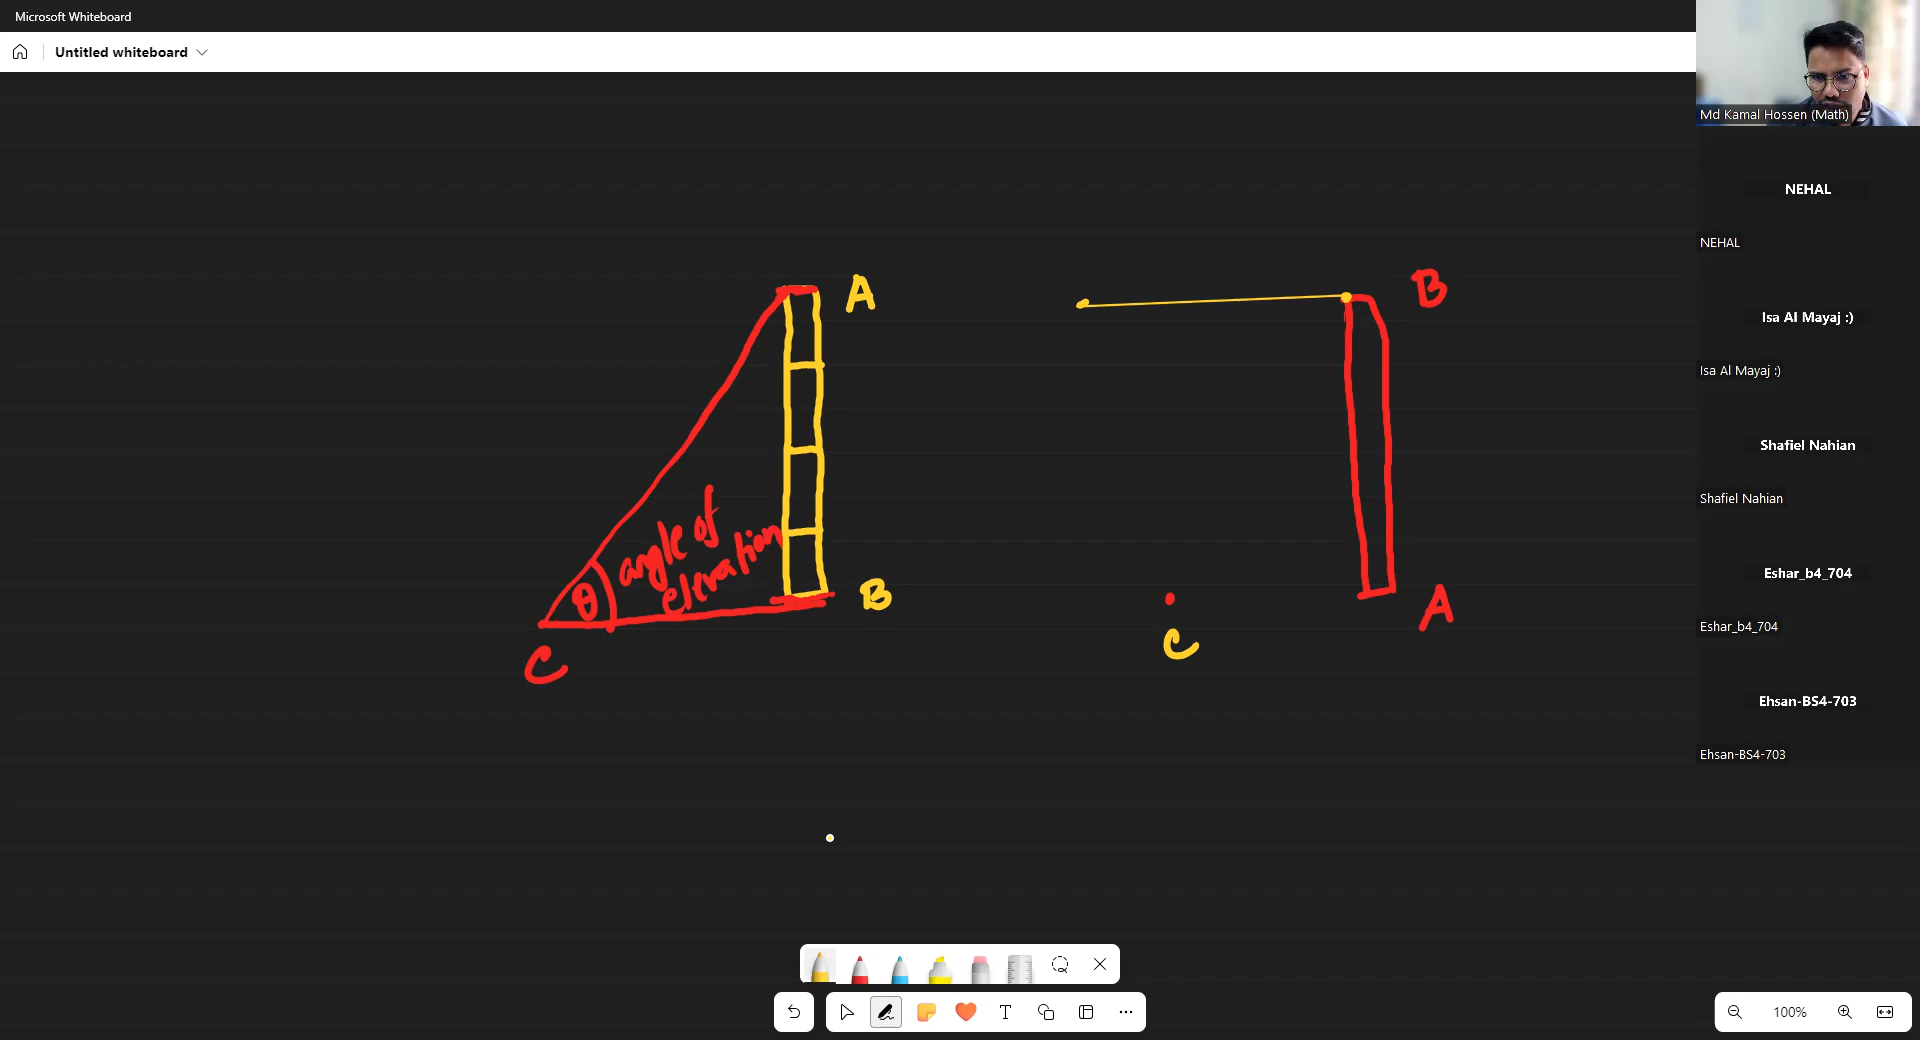 Microsoft Whiteboard
Untitled whiteboard
Md Kamal Hossen (Math)
NEHAL
NEHAL
Isa Al Mayaj :)
Isa Al Mayaj :)
Shafiel Nahian
Shafiel Nahian
Eshar_b4_704
Eshar_b4_704
Ehsan-BS4-703
Ehsan-BS4-703
A
B
angle of
elevation
θ
B
C
C
A
T
100%